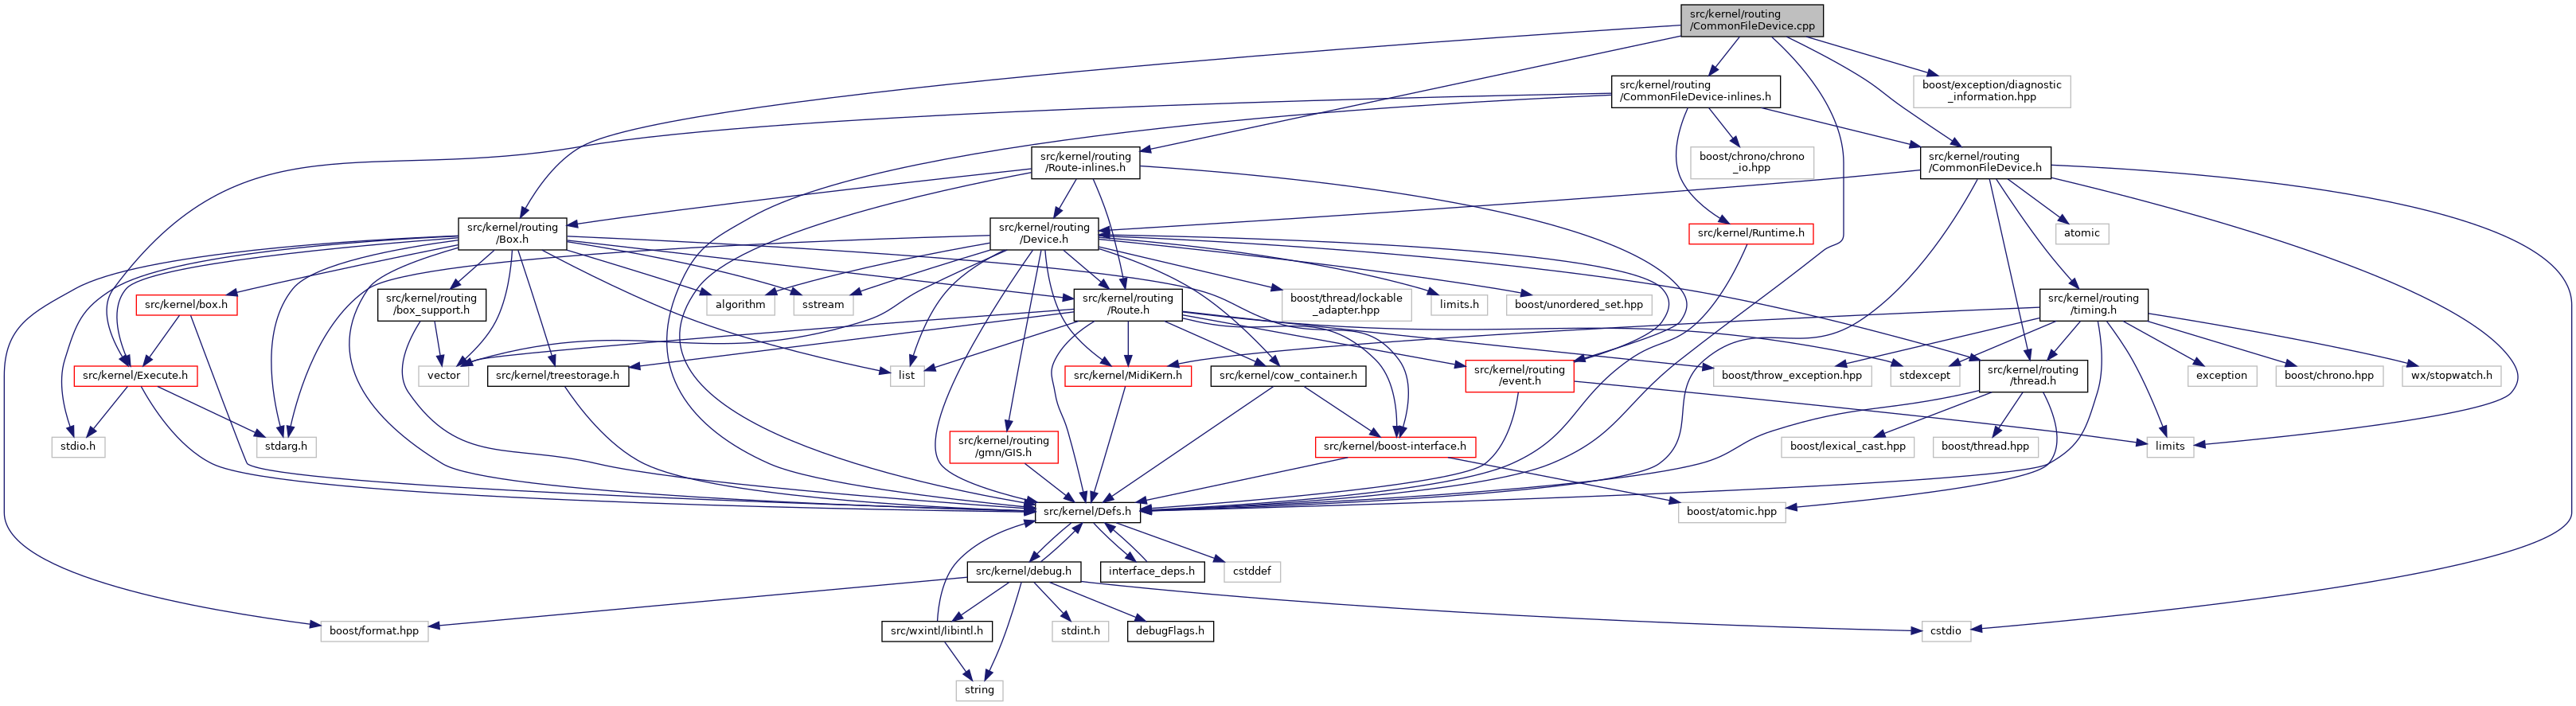 src/kernel/routing
/CommonFileDevice.cpp
src/kernel/routing
/CommonFileDevice-inlines.h
boost/exception/diagnostic
_information.hpp
src/kernel/routing
/Route-inlines.h
boost/chrono/chrono
_io.hpp
src/kernel/routing
/CommonFileDevice.h
src/kernel/routing
/Box.h
src/kernel/routing
/Device.h
src/kernel/Runtime.h
atomic
src/kernel/box.h
src/kernel/routing
/box_support.h
algorithm
sstream
src/kernel/routing
/Route.h
boost/thread/lockable
_adapter.hpp
limits.h
boost/unordered_set.hpp
src/kernel/routing
/timing.h
src/kernel/Execute.h
vector
src/kernel/treestorage.h
list
src/kernel/MidiKern.h
src/kernel/cow_container.h
src/kernel/routing
/event.h
boost/throw_exception.hpp
stdexcept
src/kernel/routing
/thread.h
exception
boost/chrono.hpp
wx/stopwatch.h
stdio.h
stdarg.h
src/kernel/routing
/gmn/GIS.h
src/kernel/boost-interface.h
boost/lexical_cast.hpp
boost/thread.hpp
limits
src/kernel/Defs.h
boost/atomic.hpp
src/kernel/debug.h
interface_deps.h
cstddef
boost/format.hpp
src/wxintl/libintl.h
stdint.h
debugFlags.h
cstdio
string